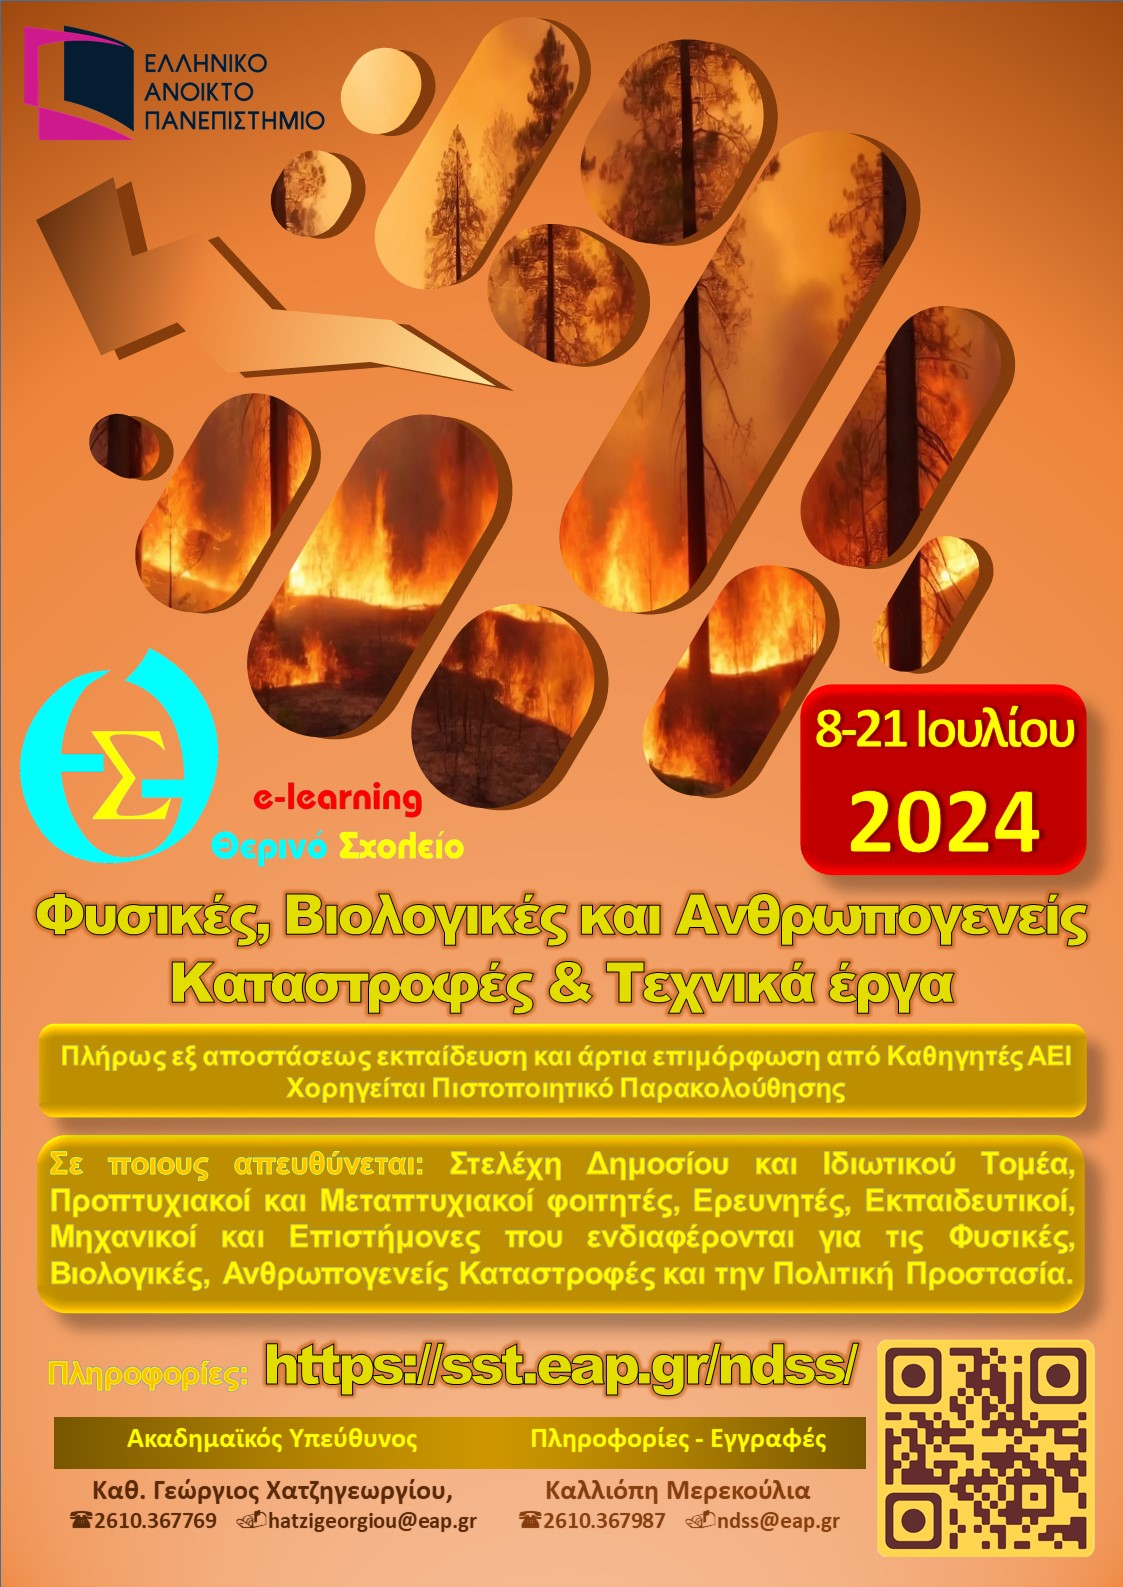 ΕΛΛΗΝΙΚΟ
ΑΝΟΙΚΤΟ
ΠΑΝΕΠΙΣΤΗΜΙΟ
Σ
e-learning
Θερινό Σχολείο
8-21 Ιουλίου
2024
Φυσικές, Βιολογικές και Ανθρωπογενείς
Καταστροφές & Τεχνικά έργα
Πλήρως εξ αποστάσεως εκπαίδευση και άρτια επιμόρφωση από Καθηγητές ΑΕΙ
Χορηγείται Πιστοποιητικό Παρακολούθησης
Σε ποιους απευθύνεται: Στελέχη Δημοσίου και Ιδιωτικού Τομέα,
Προπτυχιακοί και Μεταπτυχιακοί φοιτητές, Ερευνητές, Εκπαιδευτικοί,
Μηχανικοί και Επιστήμονες που ενδιαφέρονται για τις Φυσικές,
Βιολογικές, Ανθρωπογενείς Καταστροφές και την Πολιτική Προστασία.
Πληροφορίες: https://sst.eap.gr/ndss/
Ακαδημαϊκός Υπεύθυνος Πληροφορίες - Εγγραφές
Καθ. Γεώργιος Χατζηγεωργίου, Καλλιόπη Μερεκούλια
☎2610.367769 hatzigeorgiou@eap.gr ☎2610.367987 ndss@eap.gr